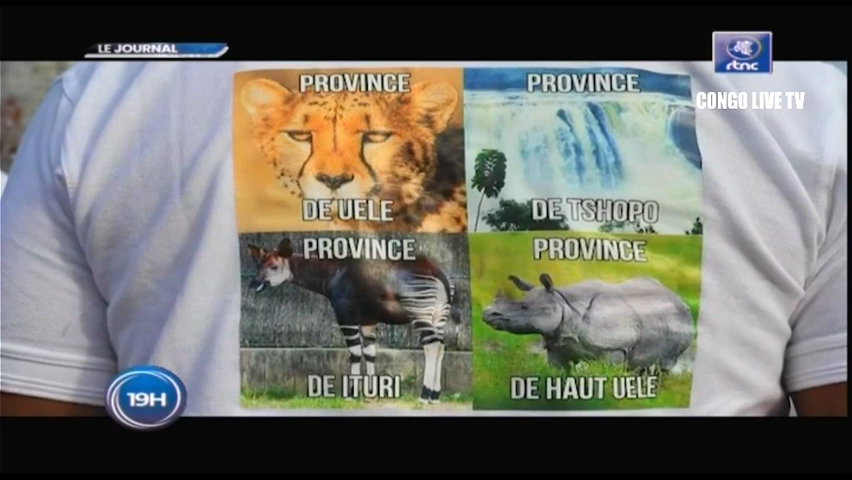 LE JOURNAL
rtnc
CONGO LIVE TV
PROVINCE
DE UELE
PROVINCE
DE TSHOPO
PROVINCE
DE ITURI
PROVINCE
DE HAUT UELE
19H